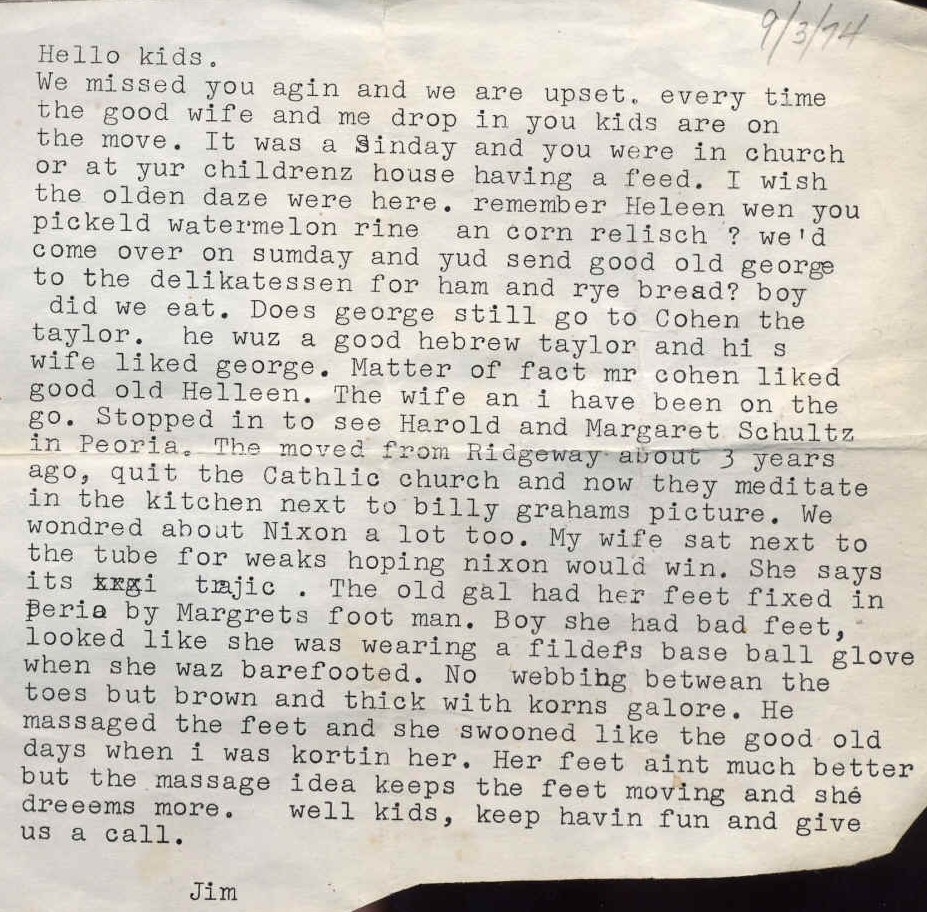 9/3/74
Hello kids.
We missed you agin and we are upset. every time
the good wife and me drop in you kids are on
the move. It was a Sinday and you were in church
or at yur childrenz house having a feed. I wish
the olden daze were here. remember Heleen wen you
pickeld watermelon rine  an corn relisch ? we'd
come over on sumday and yud send good old george
to the delikatessen for ham and rye bread? boy
did we eat. Does george still go to Cohen the
taylor.  he wuz a good hebrew taylor and hi s
wife liked george. Matter of fact mr cohen liked
good old Helleen. The wife an i have been on the
go. Stopped in to see Harold and Margaret Schultz
in Peoria. The moved from Ridgeway about 3 years
ago, quit the Cathlic church and now they meditate
in the kitchen next to billy grahams picture. We
wondred about Nixon a lot too. My wife sat next to
the tube for weaks hoping nixon would win. She says
its trajic . The old gal had her feet fixed in
Peria by Margrets foot man. Boy she had bad feet,
looked like she was wearing a filders base ball glove
when she waz barefooted. No  webbing betwean the
toes but brown and thick with korns galore. He
massaged the feet and she swooned like the good old
days when i was kortin her. Her feet aint much better
but the massage idea keeps the feet moving and she
dreeems more.   well kids, keep havin fun and give
us a call.
Jim